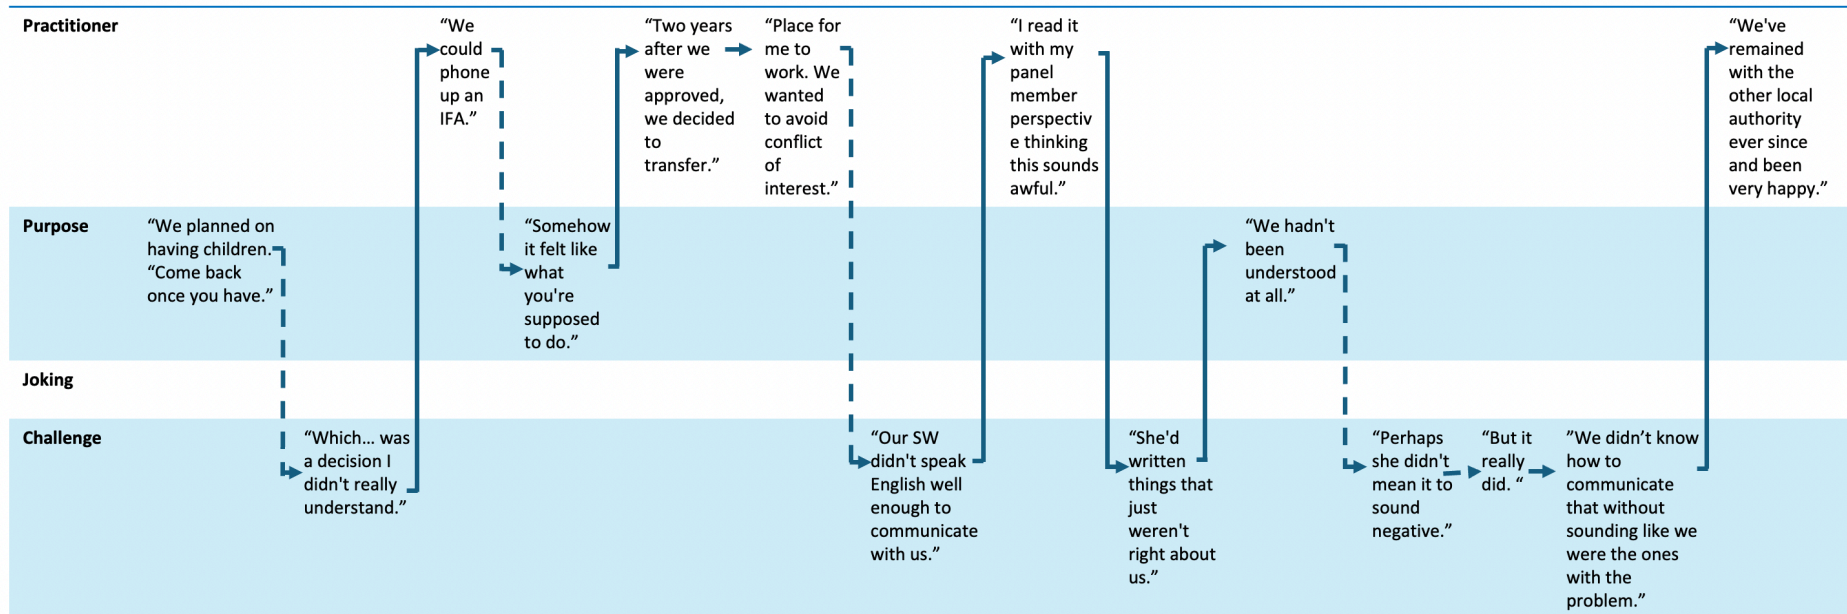 Practitioner
“We
could
phone
up an
IFA.”
“Two years
after we
were
approved,
we decided
to
transfer.”
“Place for
me to
work. We
wanted
to avoid
conflict
of
interest.”
“I read it
with my
panel
member
perspectiv
e thinking
this sounds
awful.”
“We've
remained
with the
other local
authority
ever since
and been
very happy.”
Purpose
“We planned on
having children.
“Come back
once you have.”
“Somehow
it felt like
what
you're
supposed
to do.”
“We hadn't
been
understood
at all.”
Joking
Challenge
“Which... was
a decision I
didn't really
understand.”
“Our SW
didn't speak
English well
enough to
communicate
with us.”
“She'd
written
things that
just
weren't
right about
us.”
“Perhaps
she didn't
mean it to
sound
negative.”
“But it
really
did. “
”We didn’t know
how to
communicate
that without
sounding like we
were the ones
with the
problem.”